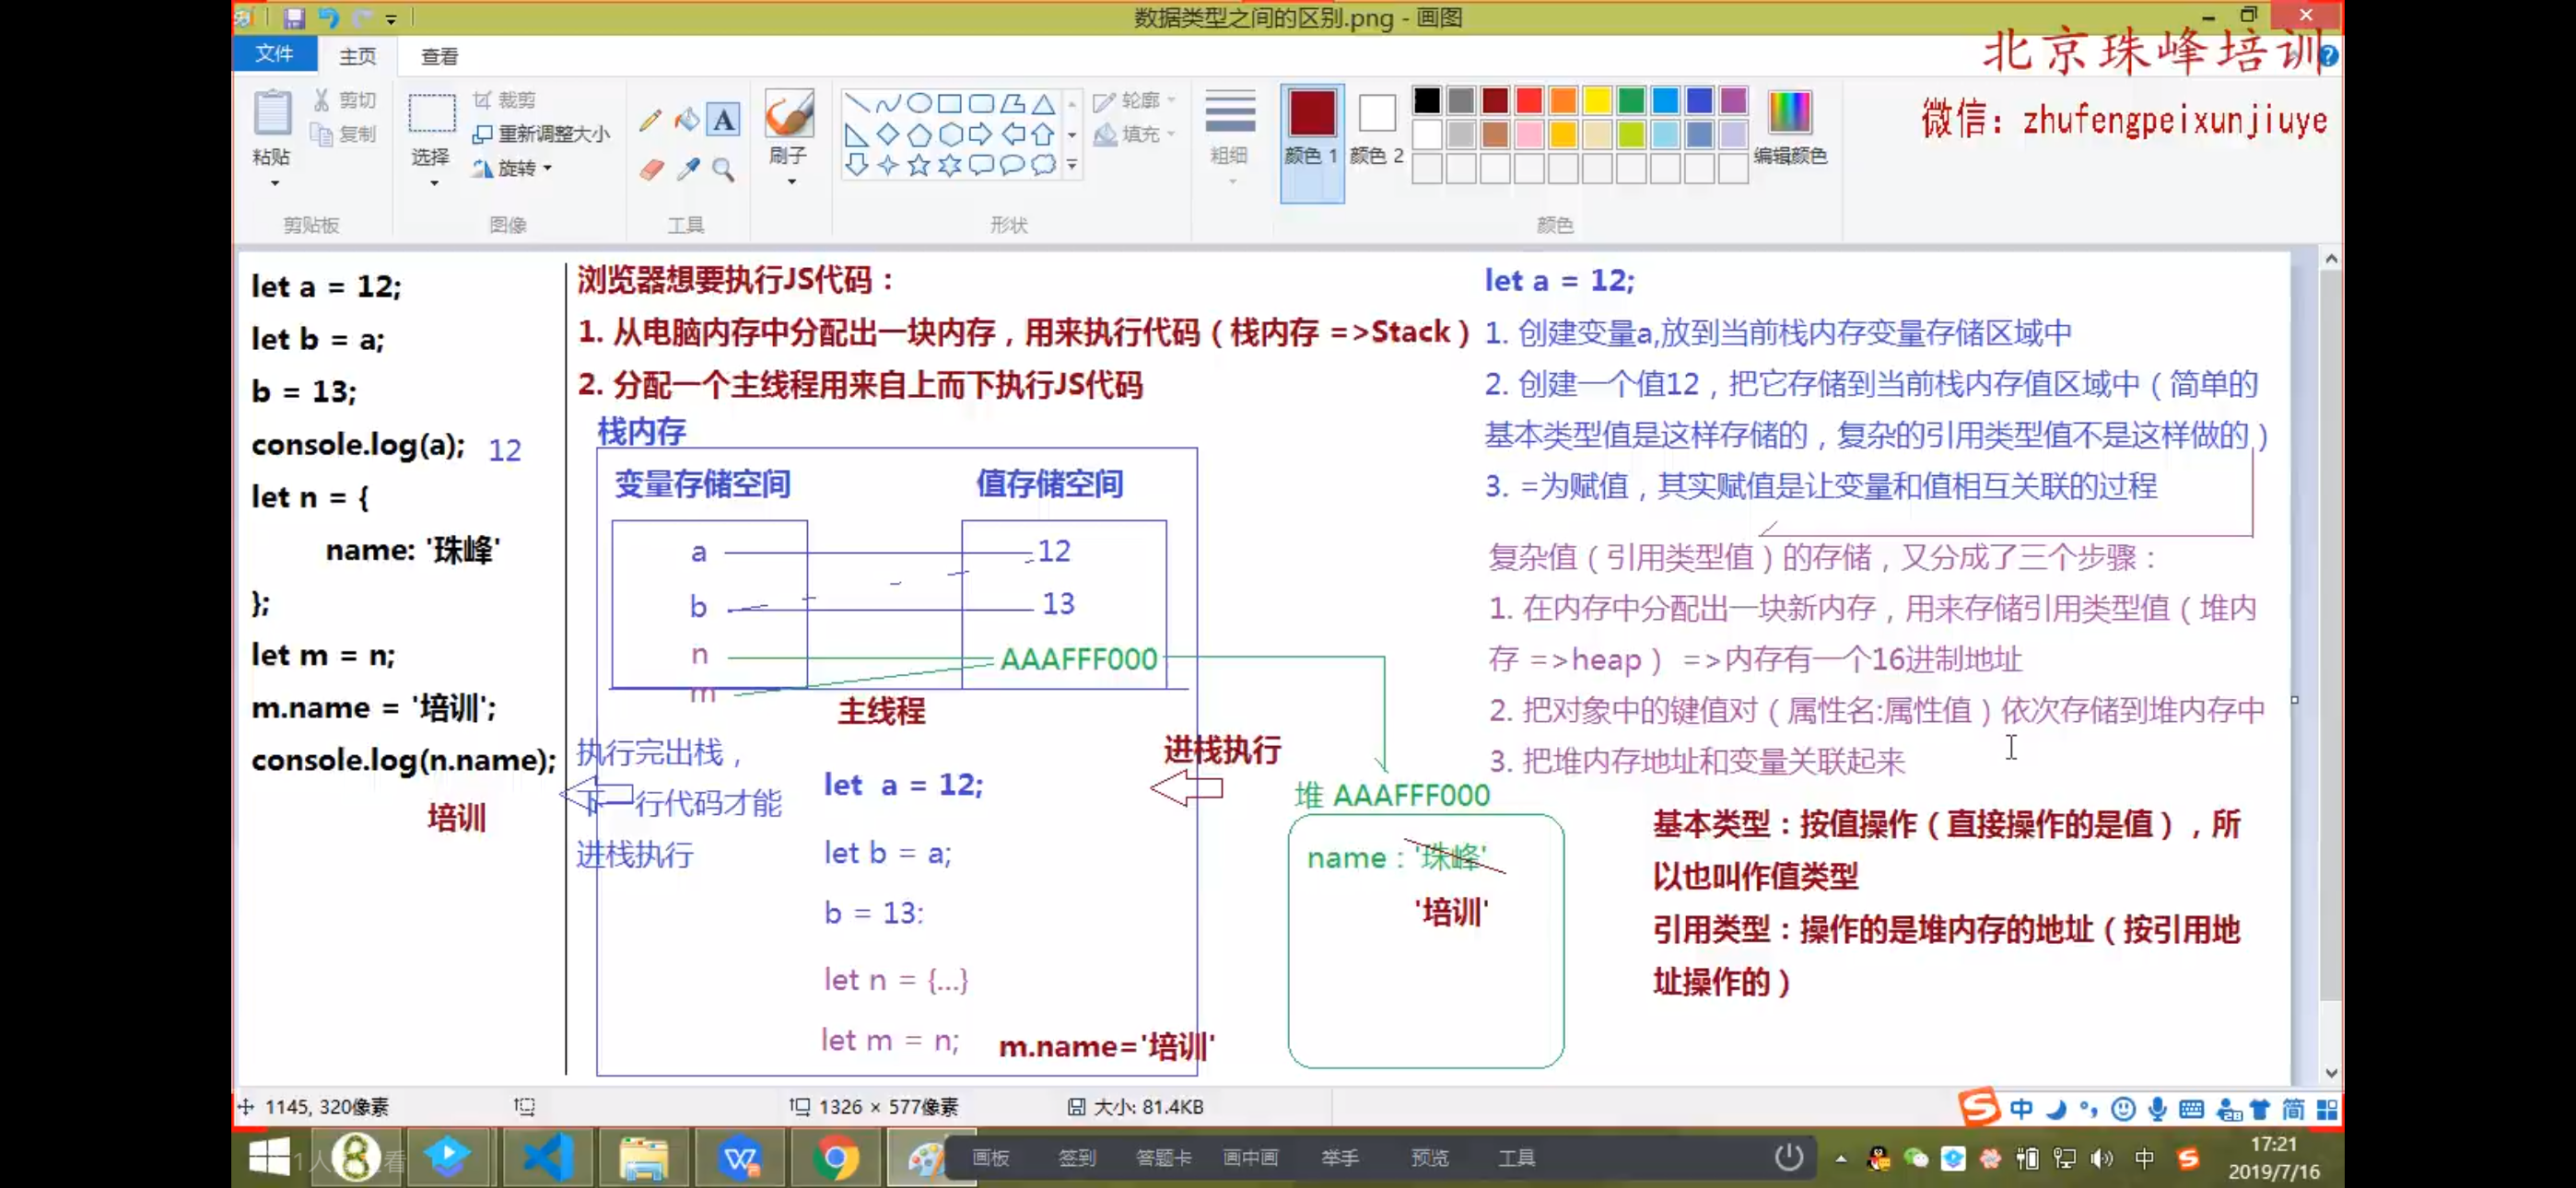 数据类型之间的区别.png - 画图
北京珠峰培训
微信：zhufengpeixunjiuye
文件
主页
查看
粘贴
剪切
复制
剪贴板
选择
裁剪
重新调整大小
旋转
图像
A
工具
刷子
轮廓
填充
形状
粗细
颜色 1
颜色 2
编辑颜色
颜色
let a = 12;
let b = a;
b = 13;
console.log(a); 12
let n = {
name: '珠峰'
};
let m = n;
m.name = '培训';
console.log(n.name);
培训
浏览器想要执行JS代码：
1. 从电脑内存中分配出一块内存，用来执行代码（栈内存 =>Stack）
2. 分配一个主线程用来自上而下执行JS代码
栈内存
变量存储空间
值存储空间
a
12
b
13
n
AAAFFF000
m
主线程
执行完出栈，
下一行代码才能
进栈执行
进栈执行
let a = 12;
let b = a;
b = 13:
let n = {...}
let m = n;
m.name='培训'
堆 AAAFFF000
name：'珠峰'
'培训'
let a = 12;
1. 创建变量a,放到当前栈内存变量存储区域中
2. 创建一个值12，把它存储到当前栈内存值区域中（简单的
基本类型值是这样存储的，复杂的引用类型值不是这样做的）
3. =为赋值，其实赋值是让变量和值相互关联的过程
复杂值（引用类型值）的存储，又分成了三个步骤：
1. 在内存中分配出一块新内存，用来存储引用类型值（堆内
存 =>heap） =>内存有一个16进制地址
2. 把对象中的键值对（属性名:属性值）依次存储到堆内存中
3. 把堆内存地址和变量关联起来
基本类型：按值操作（直接操作的是值），所
以也叫作值类型
引用类型：操作的是堆内存的地址（按引用地
址操作的）
1145, 320像素
1326 × 577像素
大小: 81.4KB
中
简
画板
签到
答题卡
画中画
举手
预览
工具
中
17:21
2019/7/16